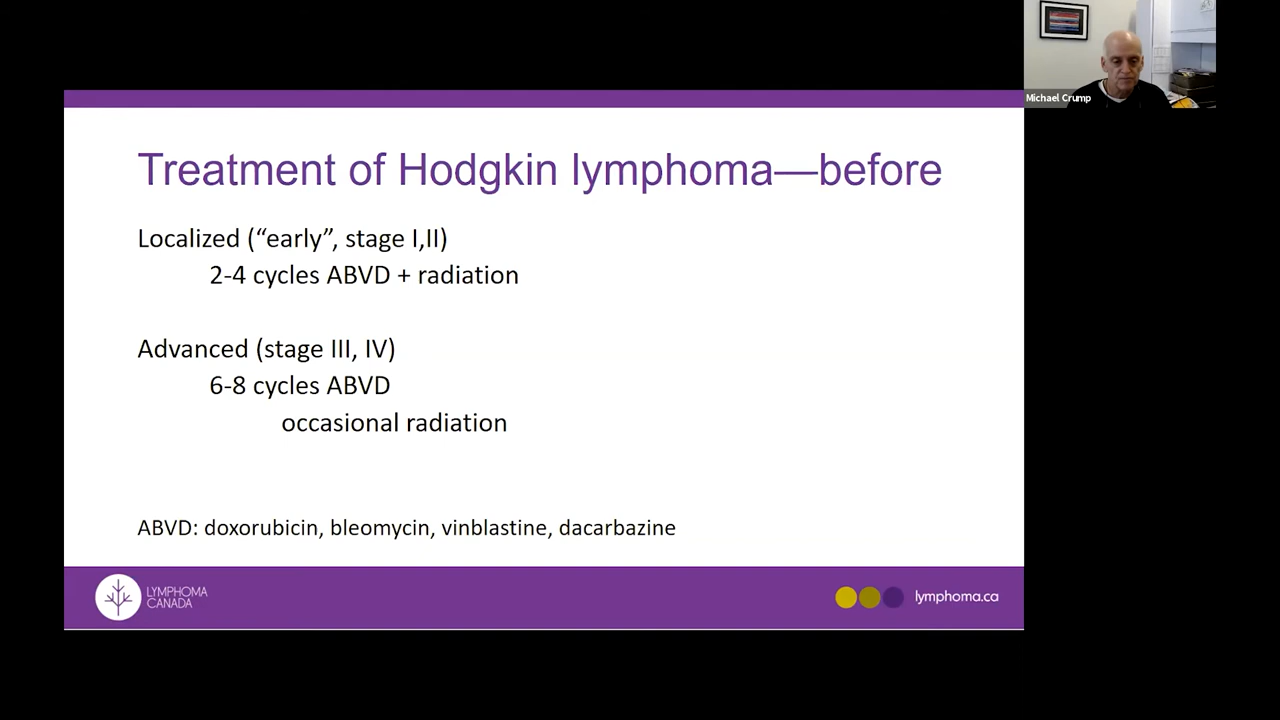 Michael Crump
Treatment of Hodgkin lymphoma—before
Localized (“early”, stage I,II)
2-4 cycles ABVD + radiation
Advanced (stage III, IV)
6-8 cycles ABVD
occasional radiation
ABVD: doxorubicin, bleomycin, vinblastine, dacarbazine
LYMPHOMA
CANADA
lymphoma.ca